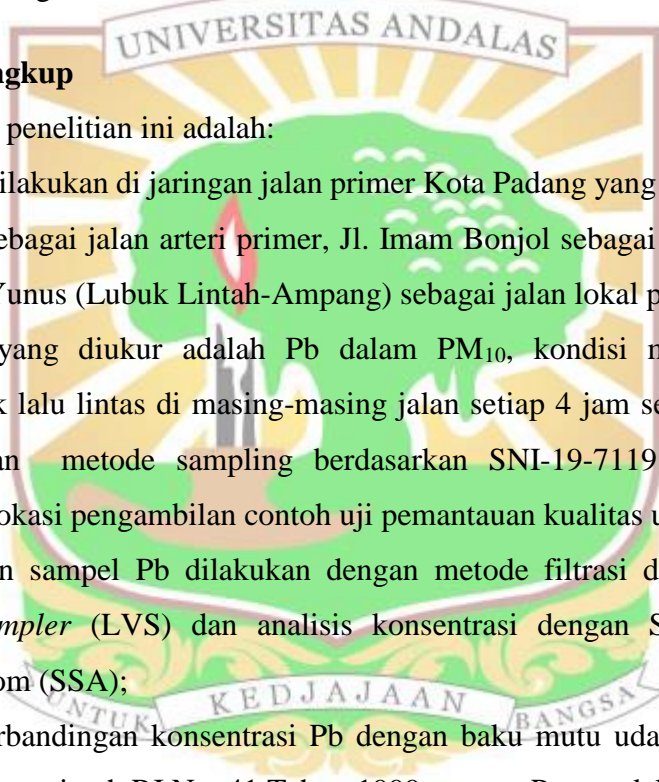 UNIVERSITAS ANDALAS
ngkup
penelitian ini adalah:
ilakukan di jaringan jalan primer Kota Padang yang
ebagai jalan arteri primer, Jl. Imam Bonjol sebagai
Yunus (Lubuk Lintah-Ampang) sebagai jalan lokal p
yang diukur adalah Pb dalam PM₁₀, kondisi m
k lalu lintas di masing-masing jalan setiap 4 jam se
an metode sampling berdasarkan SNI-19-7119
okasi pengambilan contoh uji pemantauan kualitas u
n sampel Pb dilakukan dengan metode filtrasi d
mpler (LVS) dan analisis konsentrasi dengan S
om (SSA);
UNTUK KEDJAJAAN BANGSA
rbandingan konsentrasi Pb dengan baku mutu uda